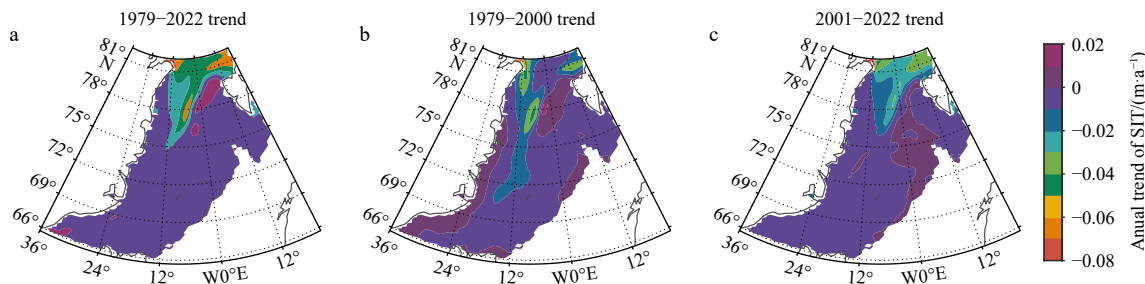 1979−2022 trend
1979−2000 trend
2001−2022 trend
a
b
c
81°
N
78°
75°
72°
69°
66°
36°
24°
12°
W0°E
12°
81°
N
78°
75°
72°
69°
66°
36°
24°
12°
W0°E
12°
81°
N
78°
75°
72°
69°
66°
36°
24°
12°
W0°E
12°
0.02
0
−0.02
−0.04
−0.06
−0.08
Annual trend of SIT/(m·a⁻¹)